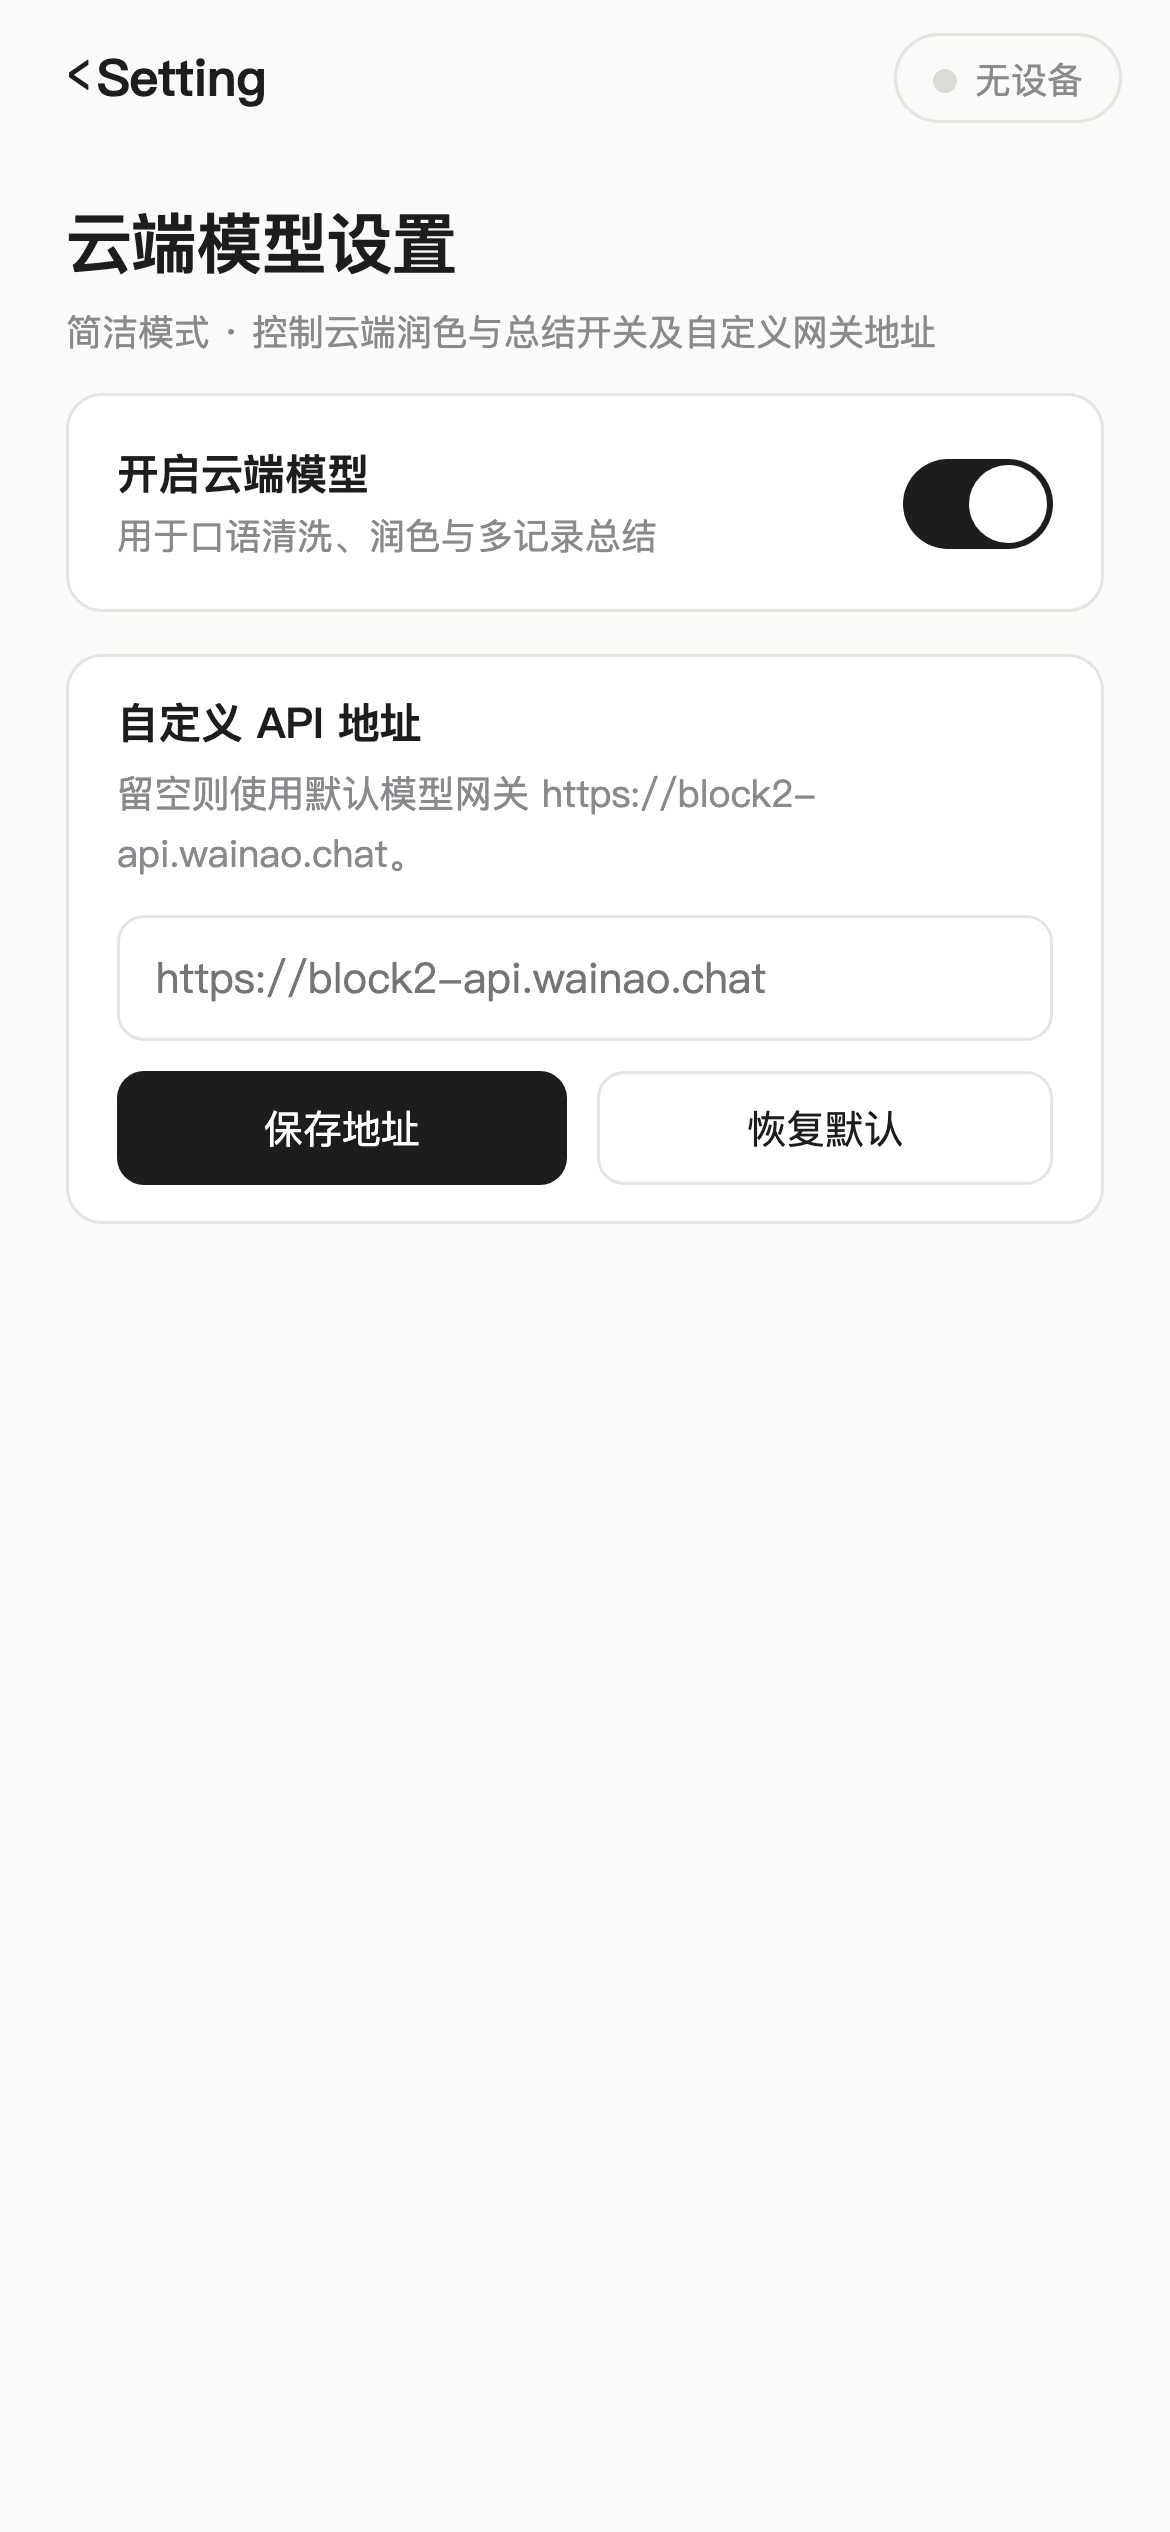 <Setting
无设备
云端模型设置
简洁模式 · 控制云端润色与总结开关及自定义网关地址
开启云端模型
用于口语清洗、润色与多记录总结
自定义 API 地址
留空则使用默认模型网关 https://block2-
api.wainao.chat。
https://block2-api.wainao.chat
保存地址
恢复默认